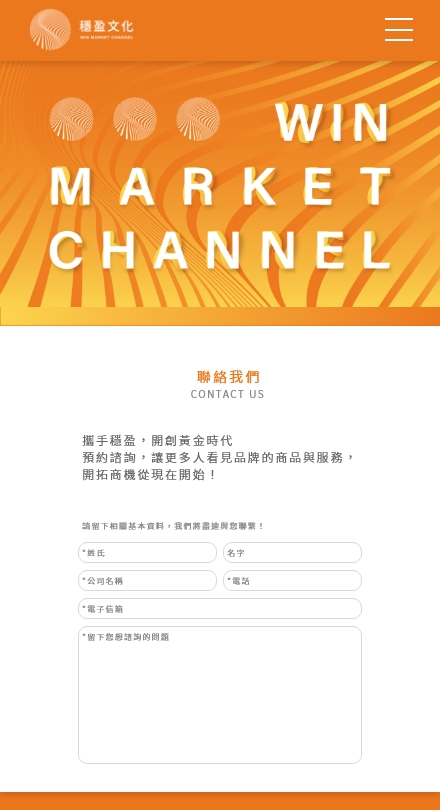 穩盈文化
WIN MARKET CHANNEL
WIN
MARKET
CHANNEL
聯絡我們
CONTACT US
攜手穩盈，開創黃金時代
預約諮詢，讓更多人看見品牌的商品與服務，
開拓商機從現在開始！
請留下相關基本資料，我們將盡速與您聯繫！
*姓氏 名字
*公司名稱 *電話
*電子信箱
*留下您想諮詢的問題